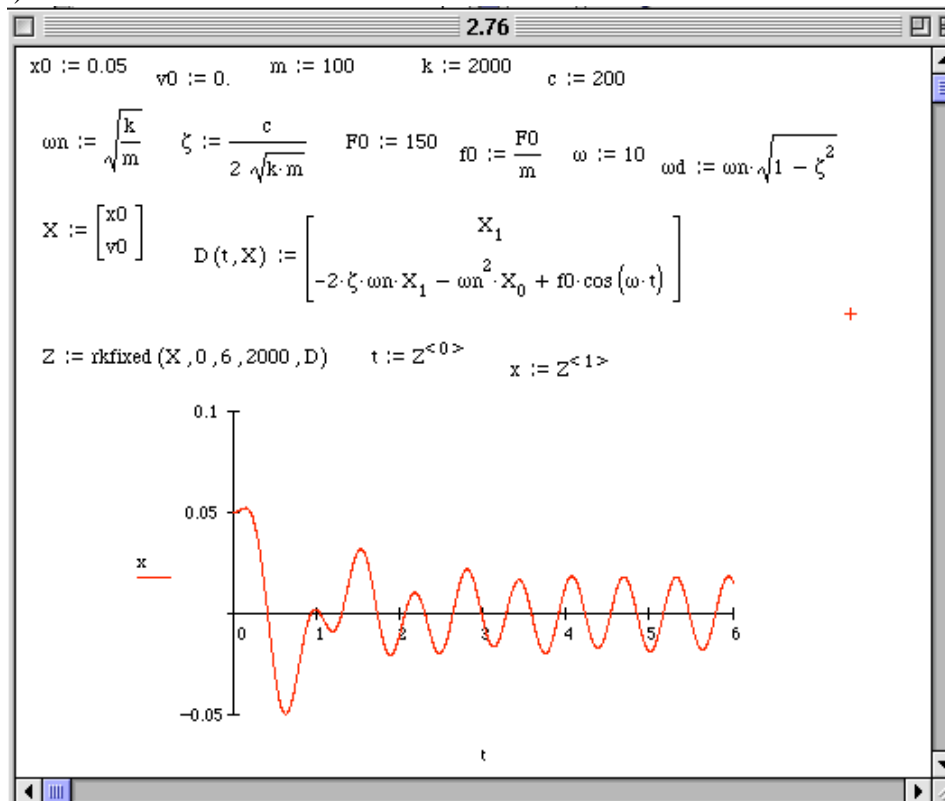 2.76
x0 := 0.05 v0 := 0. m := 100 k := 2000 c := 200
ωn := √(k/m) ζ := c/(2 √(k·m)) F0 := 150 f0 := F0/m ω := 10 ωd := ωn·√(1 − ζ²)
X := [x0 v0] D(t,X) := [X₁ -2·ζ·ωn·X₁ − ωn²·X₀ + f0·cos(ω·t)]
Z := rkfixed(X,0,6,2000,D) t := Z^<0> x := Z^<1>
0.1
0.05
x
0 1 2 3 4 5 6
−0.05
t